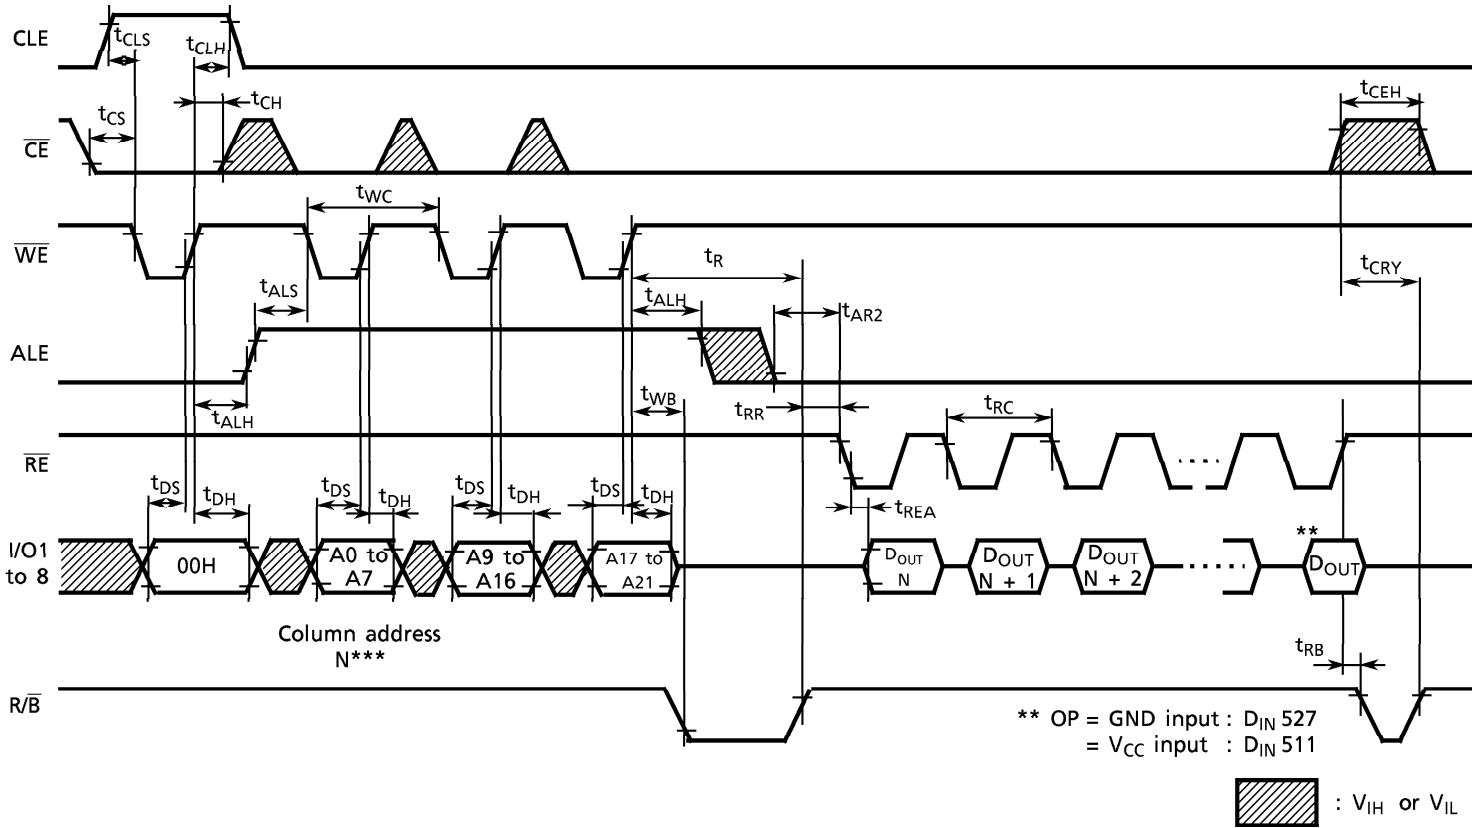 CLE
tCLS
tCLH
tCH
tCEH
tCS
CE
tWC
WE
tR
tCRY
tALS
tALH
tAR2
ALE
tWB
tRR
tRC
tALH
RE
tDS
tDH
tDS
tDH
tDS
tDH
tDS
tDH
tREA
I/O1
to 8
00H
A0 to
A7
A9 to
A16
A17 to
A21
DOUT
N
DOUT
N + 1
DOUT
N + 2
**
DOUT
Column address
N***
tRB
R/B
** OP = GND input : DIN 527
= VCC input : DIN 511
: VIH or VIL